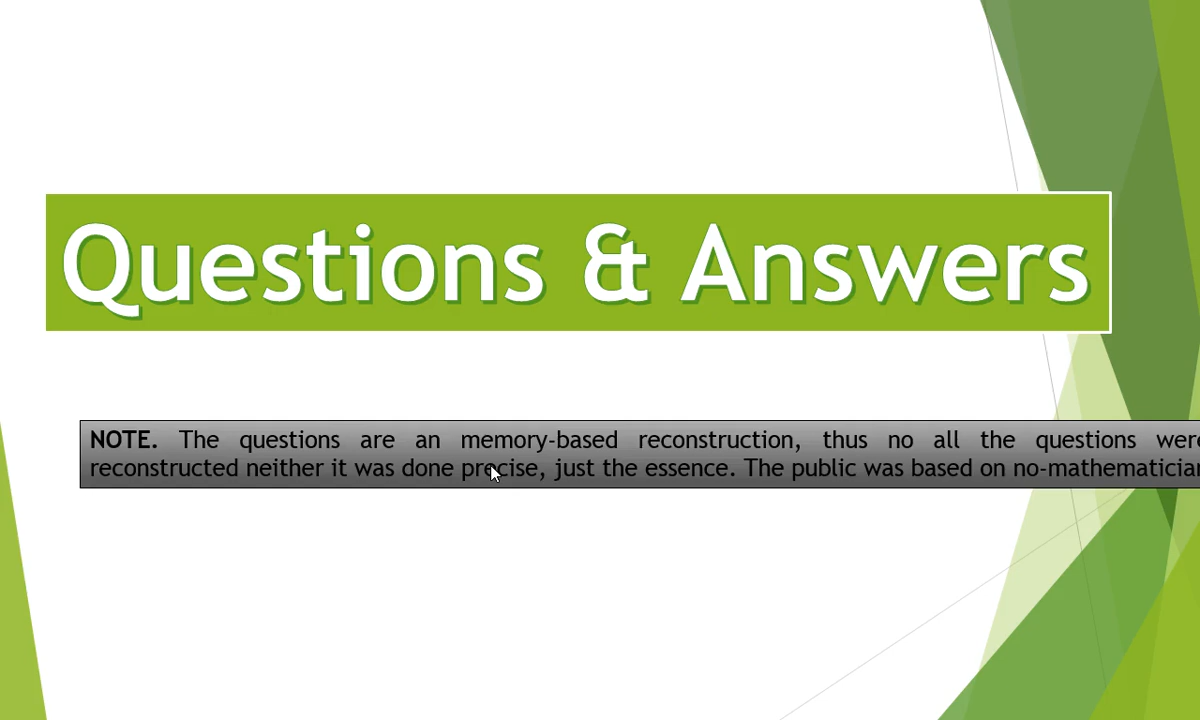 Questions & Answers
NOTE. The questions are an memory-based reconstruction, thus no all the questions were
reconstructed neither it was done precise, just the essence. The public was based on no-mathematician